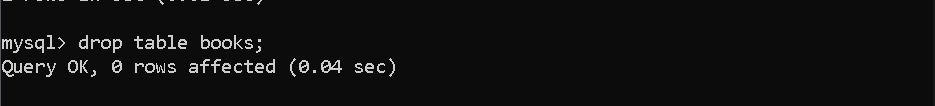 mysql> drop table books;
Query OK, 0 rows affected (0.04 sec)